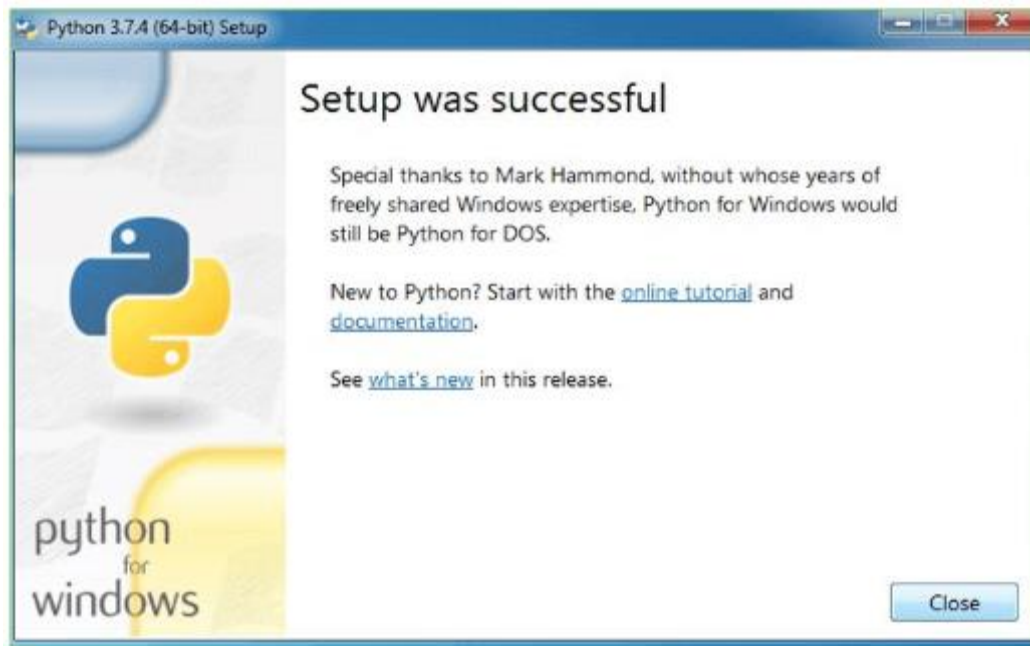 Python 3.7.4 (64-bit) Setup
Setup was successful
Special thanks to Mark Hammond, without whose years of
freely shared Windows expertise, Python for Windows would
still be Python for DOS.
New to Python? Start with the online tutorial and
documentation.
See what's new in this release.
python
for
windows
Close